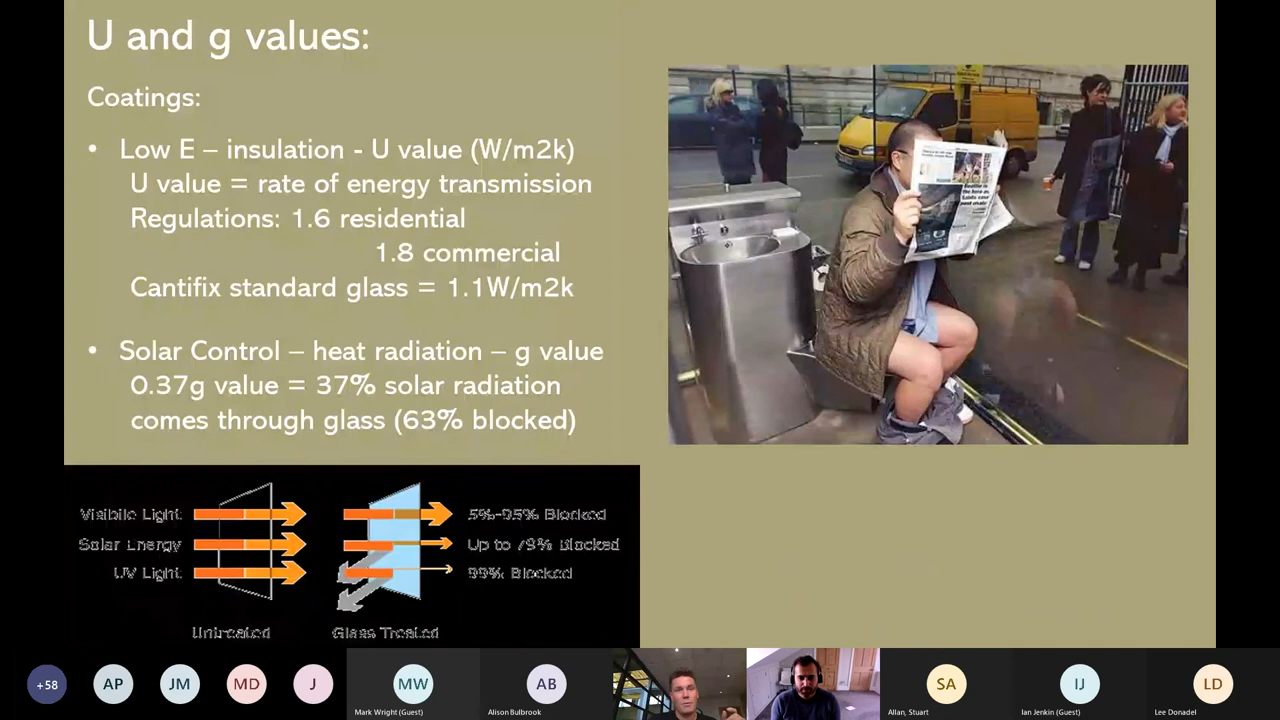 U and g values:
Coatings:
• Low E – insulation - U value (W/m2k)
U value = rate of energy transmission
Regulations: 1.6 residential
1.8 commercial
Cantifix standard glass = 1.1W/m2k
• Solar Control – heat radiation – g value
0.37g value = 37% solar radiation
comes through glass (63% blocked)
Visibile Light 5%-95% Blocked
Solar Energy Up to 79% Blocked
UV Light 99% Blocked
Untreated Glass Treated
+58 AP JM MD J MW AB SA IJ LD
Mark Wright (Guest) Alison Bulbrook Allan, Stuart Ian Jenkin (Guest) Lee Donadel